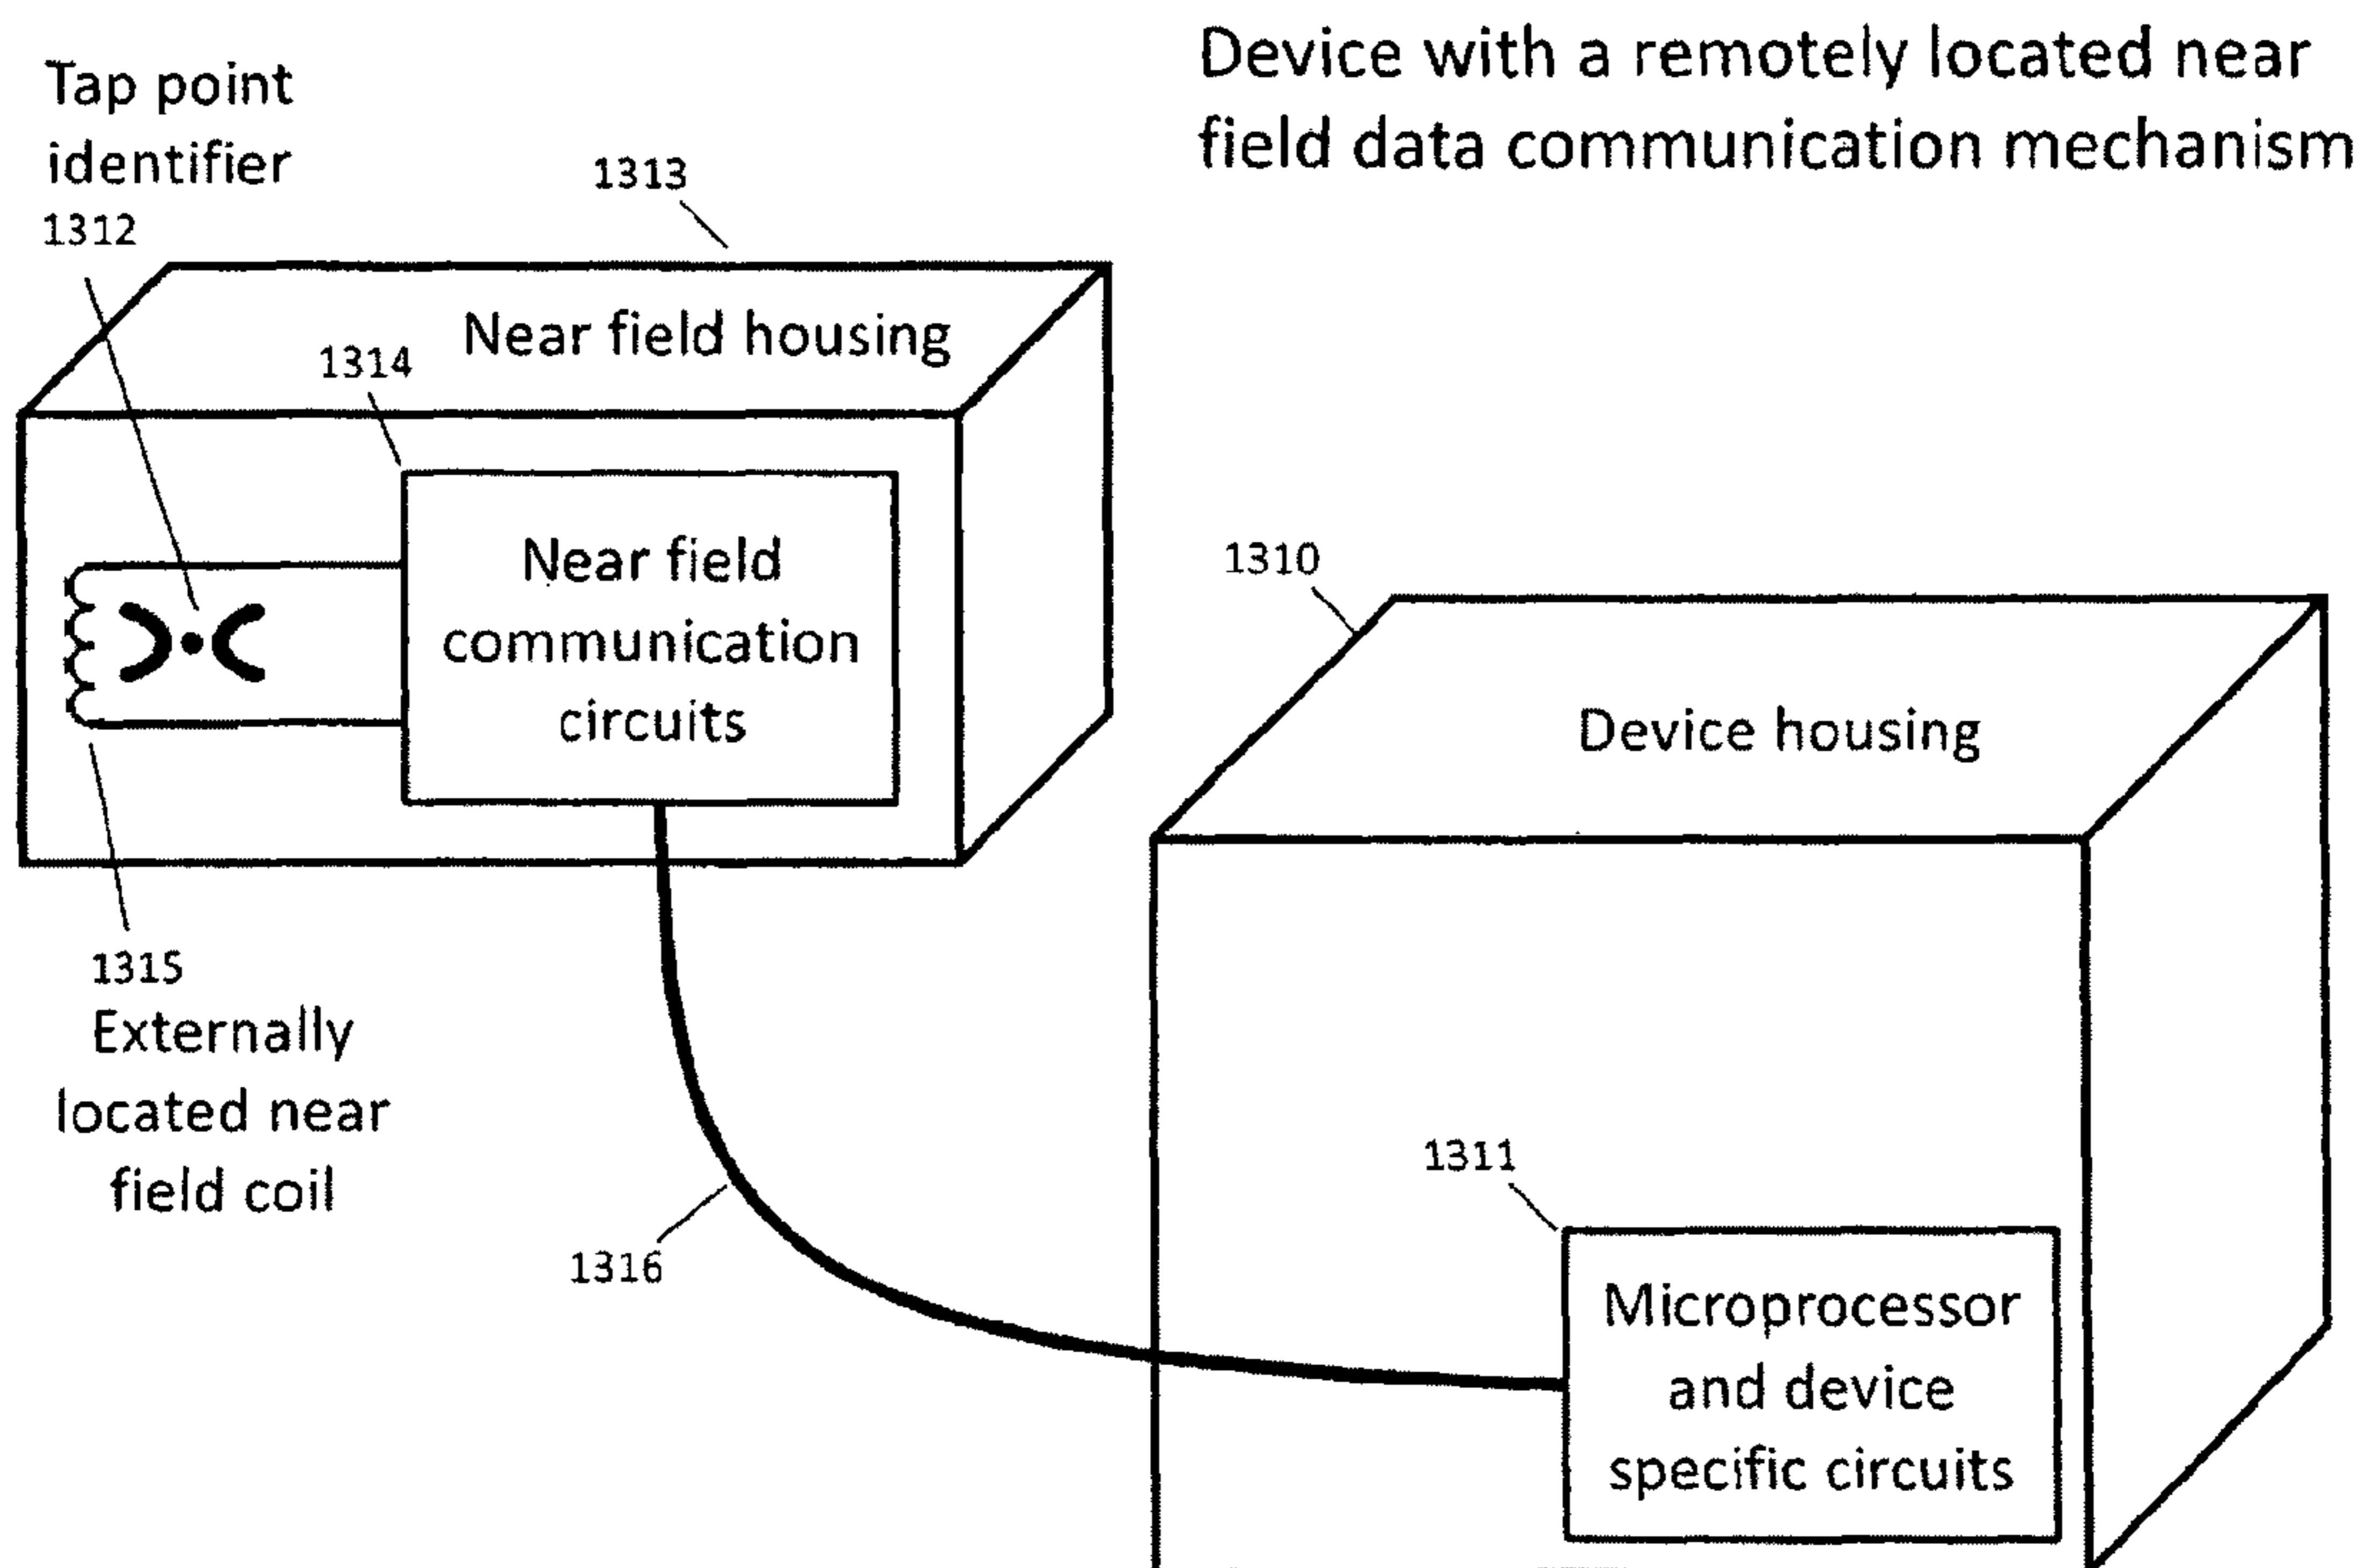 Device with a remotely located near
field data communication mechanism
Tap point
identifier
1312
1313
Near field housing
1314
Near field
communication
circuits
1315
Externally
located near
field coil
1316
1310
Device housing
1311
Microprocessor
and device
specific circuits